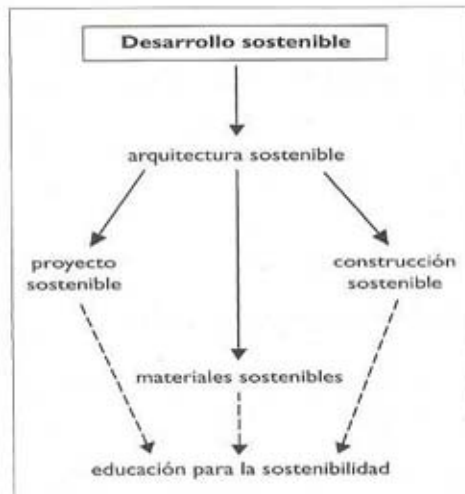 Desarrollo sostenible
arquitectura sostenible
proyecto
sostenible
construcción
sostenible
materiales sostenibles
educación para la sostenibilidad